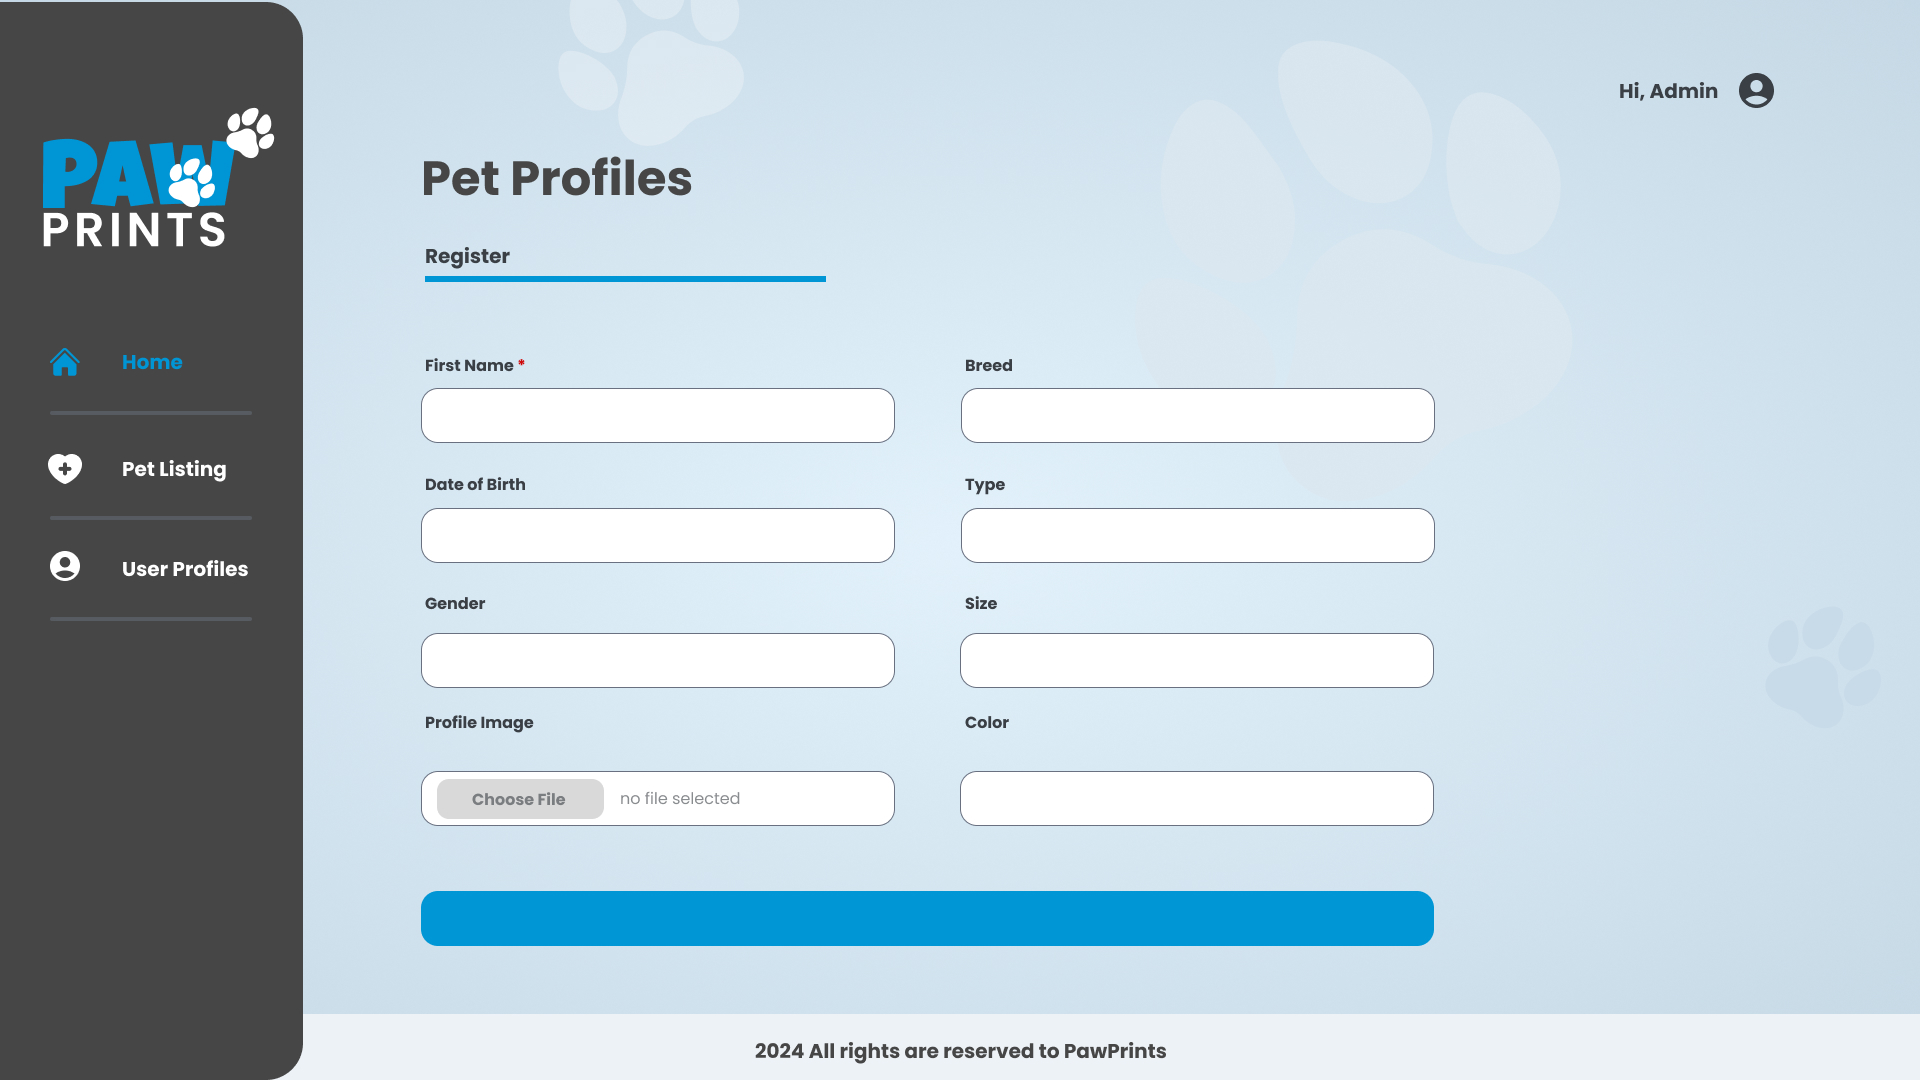 PAW
PRINTS
Home
Pet Listing
User Profiles
Hi, Admin
Pet Profiles
Register
First Name *
Breed
Date of Birth
Type
Gender
Size
Profile Image
Color
Choose File no file selected
2024 All rights are reserved to PawPrints